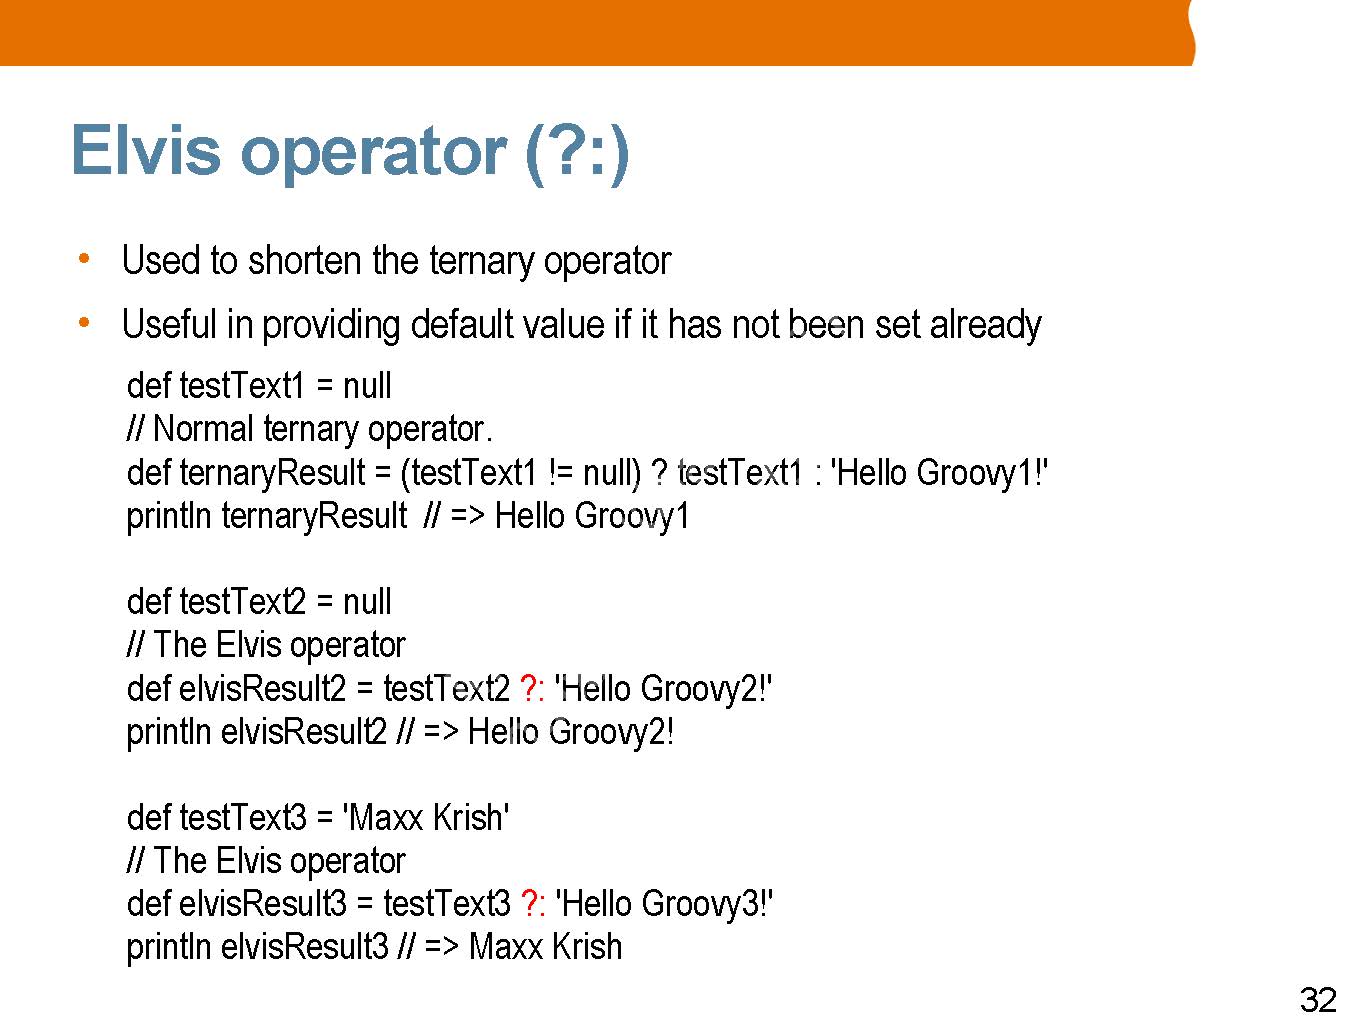 Elvis operator (?:)
• Used to shorten the ternary operator
• Useful in providing default value if it has not been set already
def testText1 = null
// Normal ternary operator.
def ternaryResult = (testText1 != null) ? testText1 : 'Hello Groovy1!'
println ternaryResult  // => Hello Groovy1
def testText2 = null
// The Elvis operator
def elvisResult2 = testText2 ?: 'Hello Groovy2!'
println elvisResult2 // => Hello Groovy2!
def testText3 = 'Maxx Krish'
// The Elvis operator
def elvisResult3 = testText3 ?: 'Hello Groovy3!'
println elvisResult3 // => Maxx Krish
32